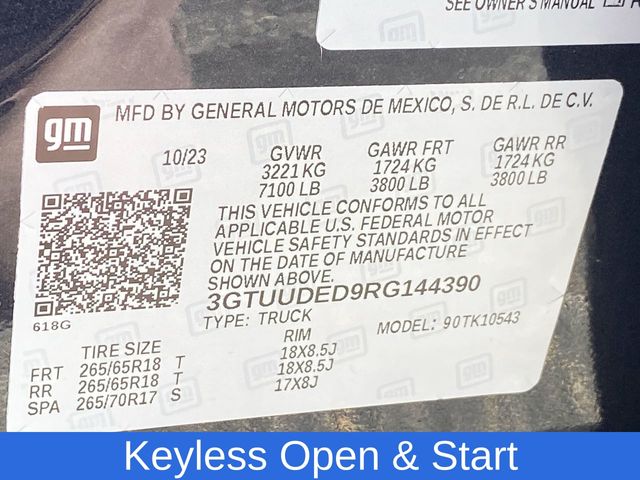 SEE OWNER'S MANUAL
gm
gm
MFD BY GENERAL MOTORS DE MEXICO, S. DE R.L. DE C.V.
10/23 GVWR GAWR FRT GAWR RR
3221 KG 1724 KG 1724 KG
7100 LB 3800 LB 3800 LB
THIS VEHICLE CONFORMS TO ALL
APPLICABLE U.S. FEDERAL MOTOR
VEHICLE SAFETY STANDARDS IN EFFECT
ON THE DATE OF MANUFACTURE
SHOWN ABOVE.
3GTUUDED9RG144390
618G TYPE: TRUCK MODEL: 90TK10543
TIRE SIZE RIM
FRT 265/65R18 T 18X8.5J
RR 265/65R18 T 18X8.5J
SPA 265/70R17 S 17X8J
Keyless Open & Start